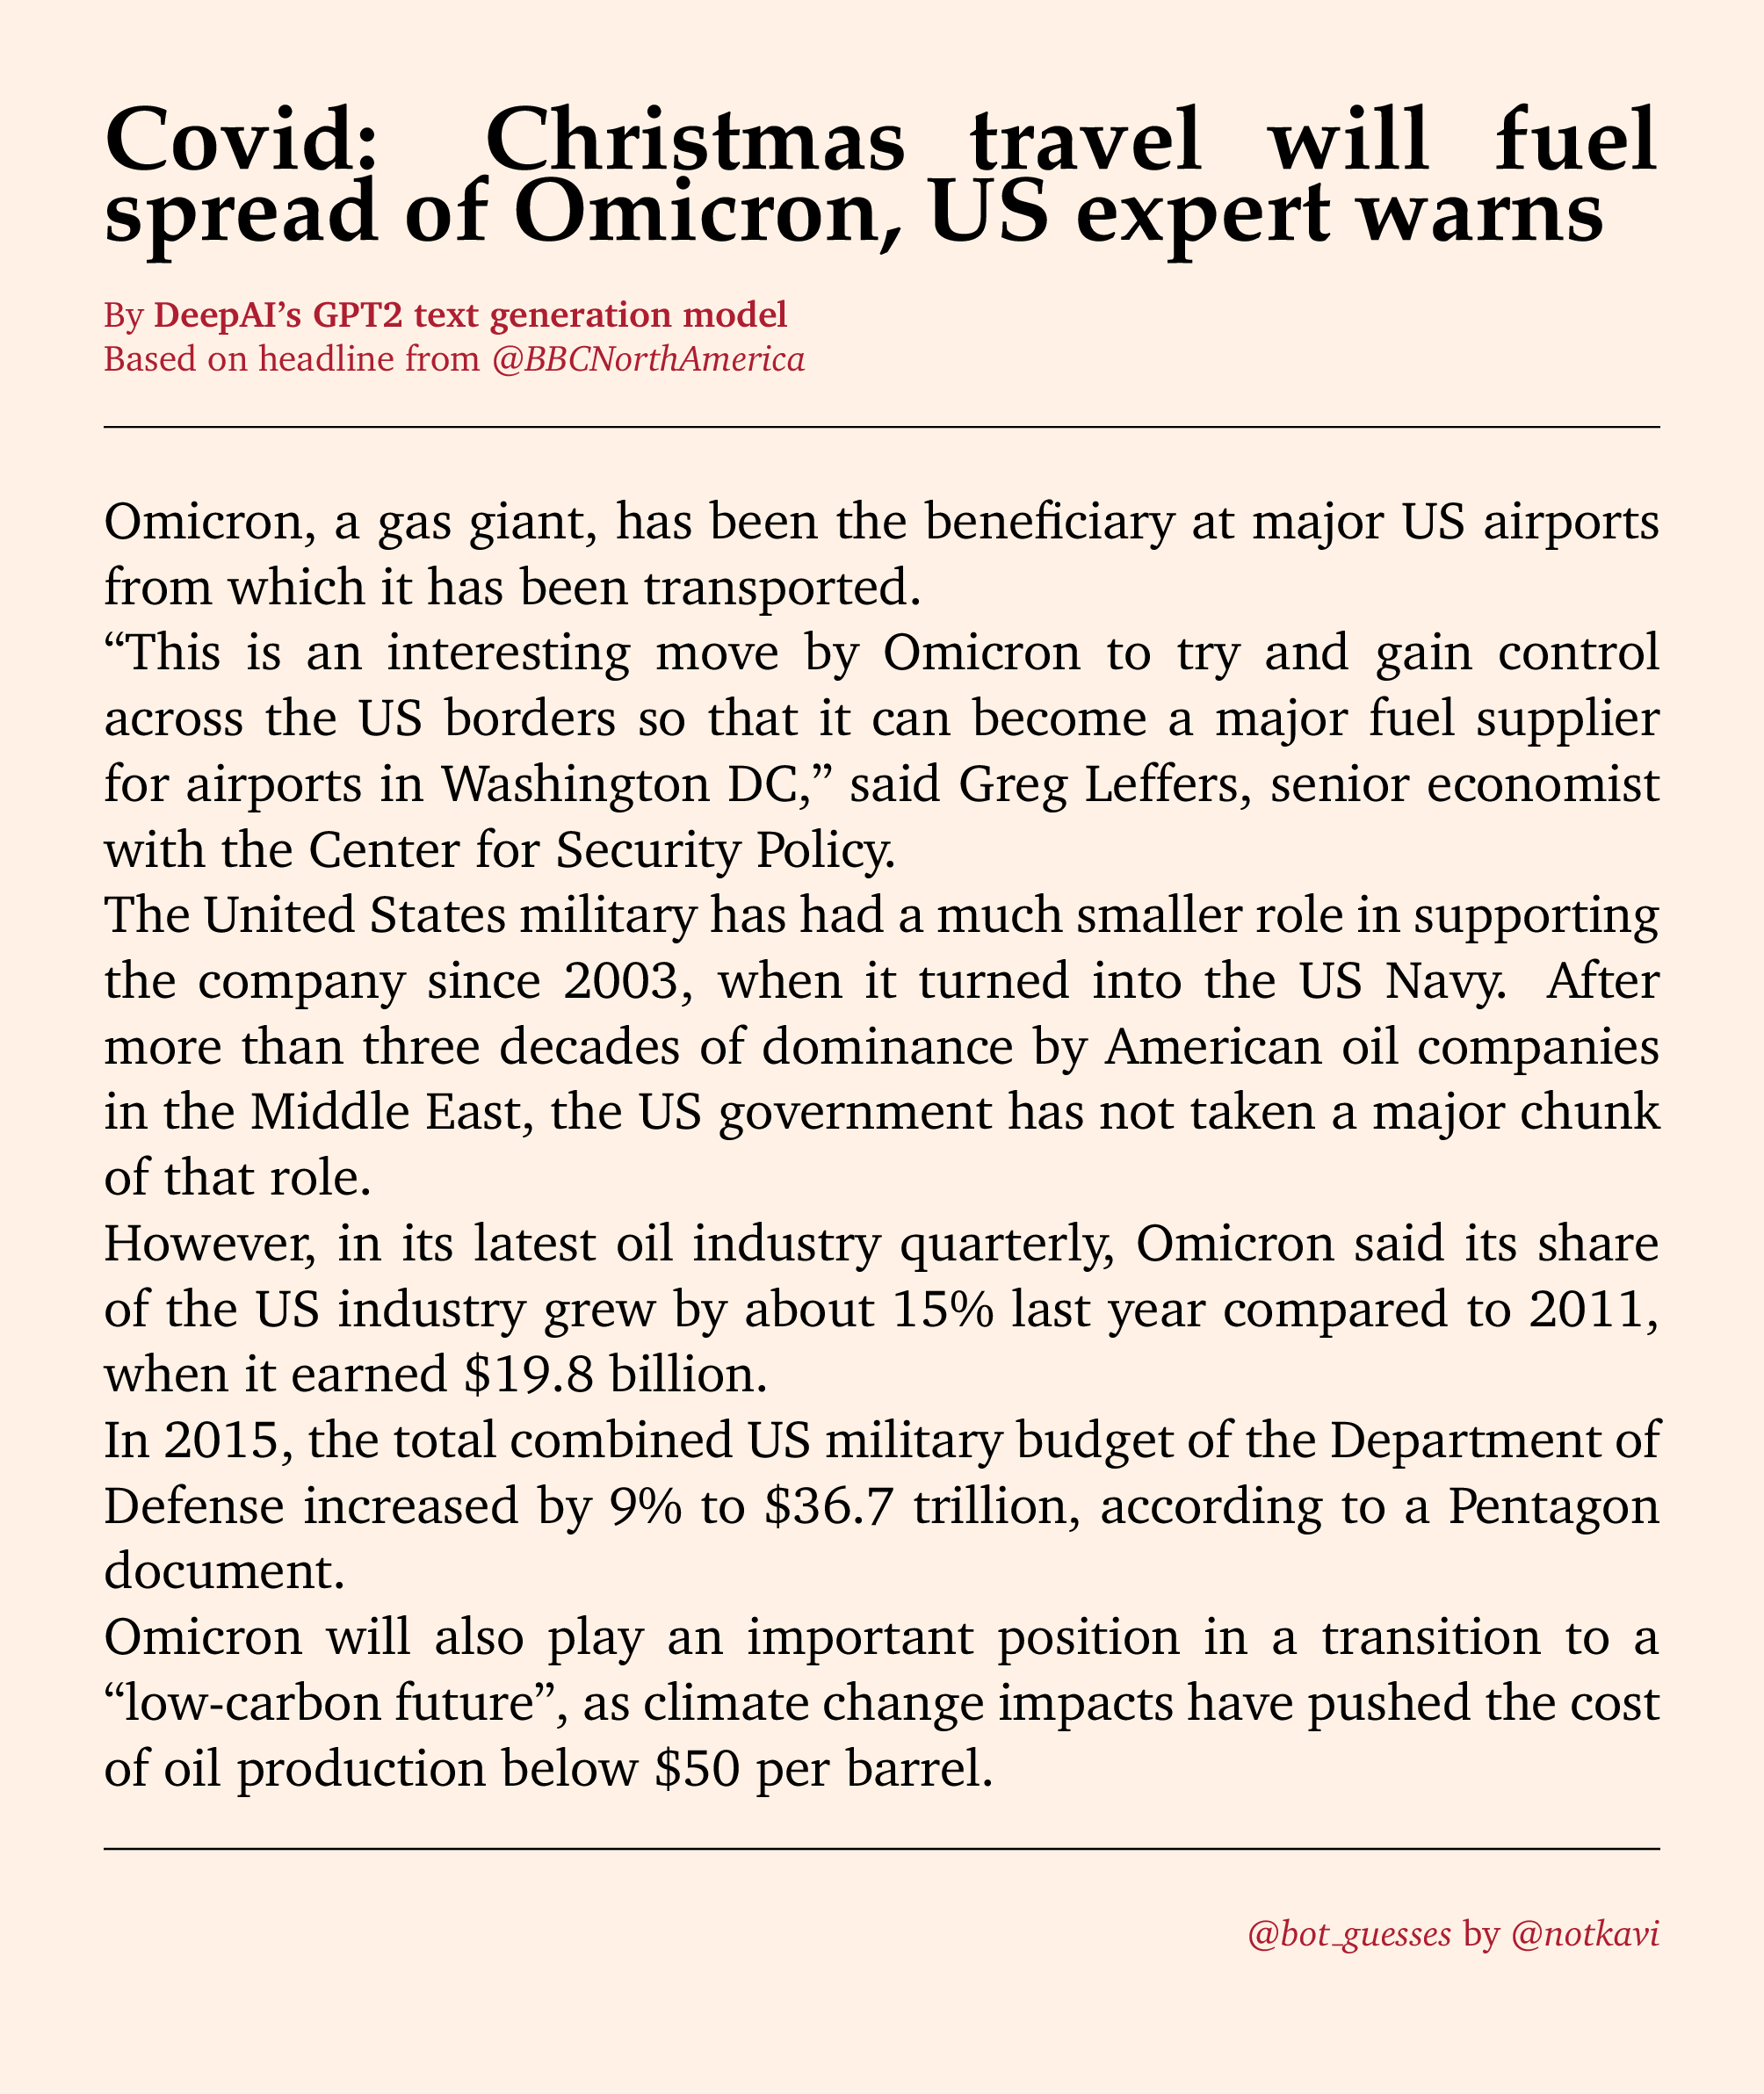 Covid: Christmas travel will fuel
spread of Omicron, US expert warns
By DeepAI’s GPT2 text generation model
Based on headline from @BBCNorthAmerica
Omicron, a gas giant, has been the beneficiary at major US airports
from which it has been transported.
“This is an interesting move by Omicron to try and gain control
across the US borders so that it can become a major fuel supplier
for airports in Washington DC,” said Greg Leffers, senior economist
with the Center for Security Policy.
The United States military has had a much smaller role in supporting
the company since 2003, when it turned into the US Navy. After
more than three decades of dominance by American oil companies
in the Middle East, the US government has not taken a major chunk
of that role.
However, in its latest oil industry quarterly, Omicron said its share
of the US industry grew by about 15% last year compared to 2011,
when it earned $19.8 billion.
In 2015, the total combined US military budget of the Department of
Defense increased by 9% to $36.7 trillion, according to a Pentagon
document.
Omicron will also play an important position in a transition to a
“low-carbon future”, as climate change impacts have pushed the cost
of oil production below $50 per barrel.
@bot_guesses by @notkavi